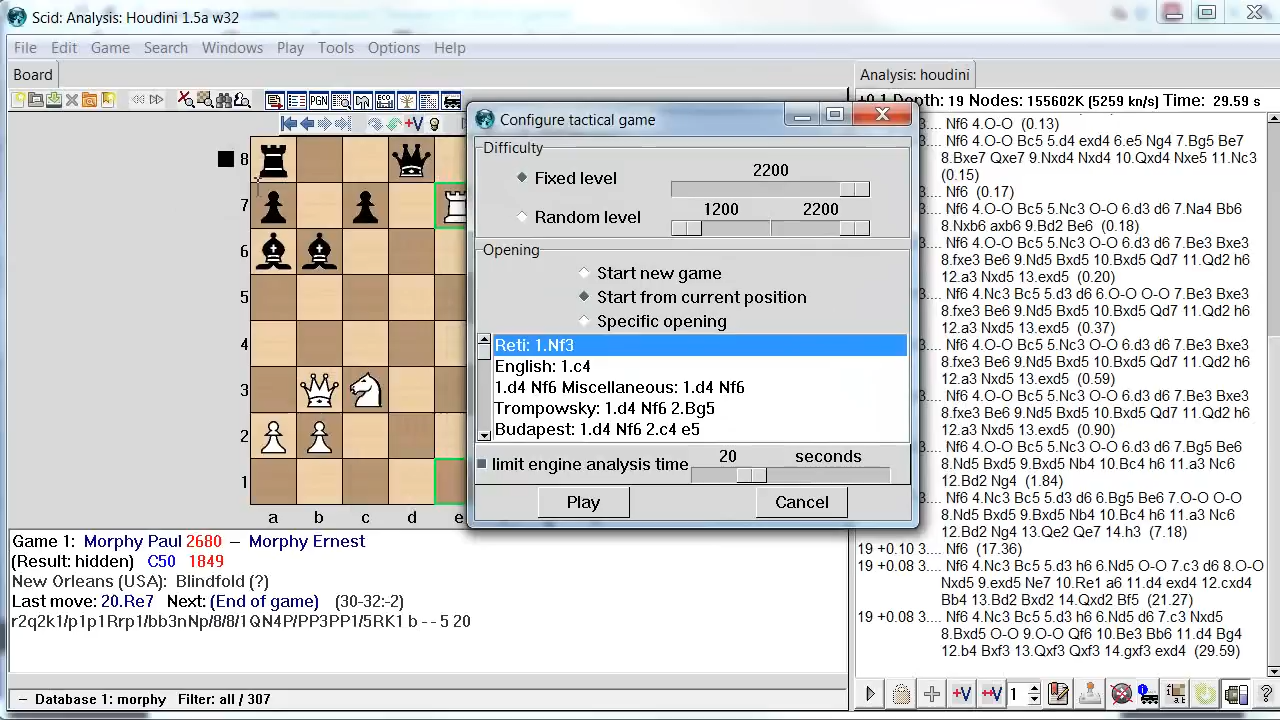 Scid: Analysis: Houdini 1.5a w32
File Edit Game Search Windows Play Tools Options Help
Board
Analysis: houdini
PGN
ECO
+V
+0.1 Depth: 19 Nodes: 155602K [5259 kn/s] Time: 29.59 s
8
7
6
5
4
3
2
1
a b c d e
Configure tactical game
Difficulty
Fixed level 2200
Random level 1200 2200
Opening
Start new game
Start from current position
Specific opening
Reti: 1.Nf3
English: 1.c4
1.d4 Nf6 Miscellaneous: 1.d4 Nf6
Trompowsky: 1.d4 Nf6 2.Bg5
Budapest: 1.d4 Nf6 2.c4 e5
limit engine analysis time 20 seconds
Play Cancel
3.... Nf6 4.O-O (0.13)
3.... Nf6 4.O-O Bc5 5.d4 exd4 6.e5 Ng4 7.Bg5 Be7
8.Bxe7 Qxe7 9.Nxd4 Nxd4 10.Qxd4 Nxe5 11.Nc3
(0.15)
3.... Nf6 (0.17)
3.... Nf6 4.O-O Bc5 5.Nc3 O-O 6.d3 d6 7.Na4 Bb6
8.Nxb6 axb6 9.Bd2 Be6 (0.18)
3.... Nf6 4.O-O Bc5 5.Nc3 O-O 6.d3 d6 7.Be3 Bxe3
8.fxe3 Be6 9.Nd5 Bxd5 10.Bxd5 Qd7 11.Qd2 h6
12.a3 Nxd5 13.exd5 (0.20)
3.... Nf6 4.Nc3 Bc5 5.d3 d6 6.O-O O-O 7.Be3 Bxe3
8.fxe3 Be6 9.Nd5 Bxd5 10.Bxd5 Qd7 11.Qd2 h6
12.a3 Nxd5 13.exd5 (0.37)
3.... Nf6 4.Nc3 Bc5 5.d3 d6 6.O-O O-O 7.Be3 Bxe3
8.fxe3 Be6 9.Nd5 Bxd5 10.Bxd5 Qd7 11.Qd2 h6
12.a3 Nxd5 13.exd5 (0.59)
3.... Nf6 4.Nc3 Bc5 5.d3 d6 6.O-O O-O 7.Be3 Bxe3
8.fxe3 Be6 9.Nd5 Bxd5 10.Bxd5 Qd7 11.Qd2 h6
12.a3 Nxd5 13.exd5 (0.90)
3.... Nf6 4.O-O Bc5 5.Nc3 O-O 6.d3 d6 7.Bg5 Be6
8.Nd5 Bxd5 9.Bxd5 Nb4 10.Bc4 h6 11.a3 Nc6
12.Bd2 Ng4 (1.84)
3.... Nf6 4.Nc3 Bc5 5.d3 d6 6.Bg5 Be6 7.O-O O-O
8.Nd5 Bxd5 9.Bxd5 Nb4 10.Bc4 h6 11.a3 Nc6
12.Bd2 Ng4 13.Qe2 Qe7 14.h3 (7.18)
19 +0.10 3.... Nf6 (17.36)
19 +0.08 3.... Nf6 4.Nc3 Bc5 5.d3 h6 6.Nd5 O-O 7.c3 d6 8.O-O
Nxd5 9.exd5 Ne7 10.Re1 a6 11.d4 exd4 12.cxd4
Bb4 13.Bd2 Bxd2 14.Qxd2 Bf5 (21.27)
19 +0.08 3.... Nf6 4.Nc3 Bc5 5.d3 h6 6.Nd5 d6 7.c3 Nxd5
8.Bxd5 O-O 9.O-O Qf6 10.Be3 Bb6 11.d4 Bg4
12.b4 Bxf3 13.Qxf3 Qxf3 14.gxf3 exd4 (29.59)
Game 1: Morphy Paul 2680 – Morphy Ernest
(Result: hidden) C50 1849
New Orleans (USA): Blindfold (?)
Last move: 20.Re7 Next: (End of game) (30-32:-2)
r2q2k1/p1p1Rrp1/bb3nNp/8/8/1QN4P/PP3PP1/5RK1 b - - 5 20
– Database 1: morphy Filter: all / 307
+V ++V 1